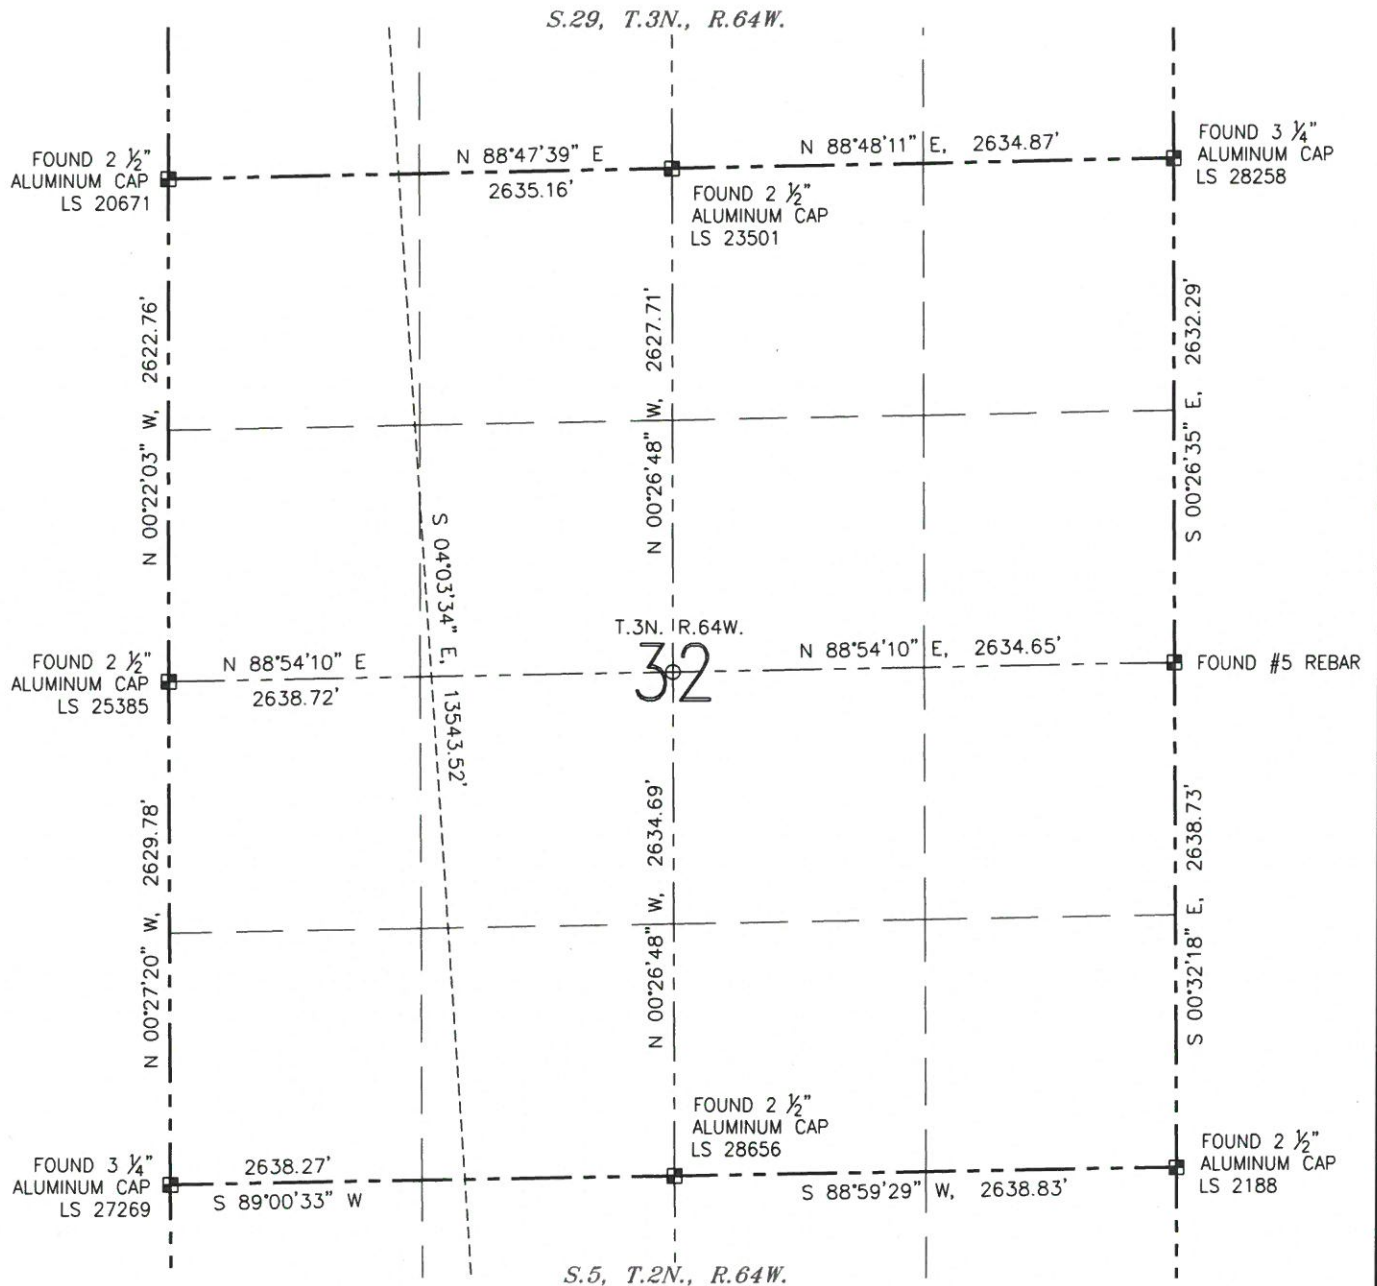 S.29, T.3N., R.64W.
FOUND 2 ½"
ALUMINUM CAP
LS 20671
N 88°47'39" E
2635.16'
N 88°48'11" E, 2634.87'
FOUND 3 ¼"
ALUMINUM CAP
LS 28258
FOUND 2 ½"
ALUMINUM CAP
LS 23501
N 00°22'03" W, 2622.76'
N 00°26'48" W, 2627.71'
S 00°26'35" E, 2632.29'
S 04°03'34" E, 13543.52'
T.3N. R.64W.
32
FOUND 2 ½"
ALUMINUM CAP
LS 25385
N 88°54'10" E
2638.72'
N 88°54'10" E, 2634.65'
FOUND #5 REBAR
N 00°27'20" W, 2629.78'
N 00°26'48" W, 2634.69'
S 00°32'18" E, 2638.73'
FOUND 2 ½"
ALUMINUM CAP
LS 28656
FOUND 3 ¼"
ALUMINUM CAP
LS 27269
2638.27'
S 89°00'33" W
S 88°59'29" W, 2638.83'
FOUND 2 ½"
ALUMINUM CAP
LS 2188
S.5, T.2N., R.64W.